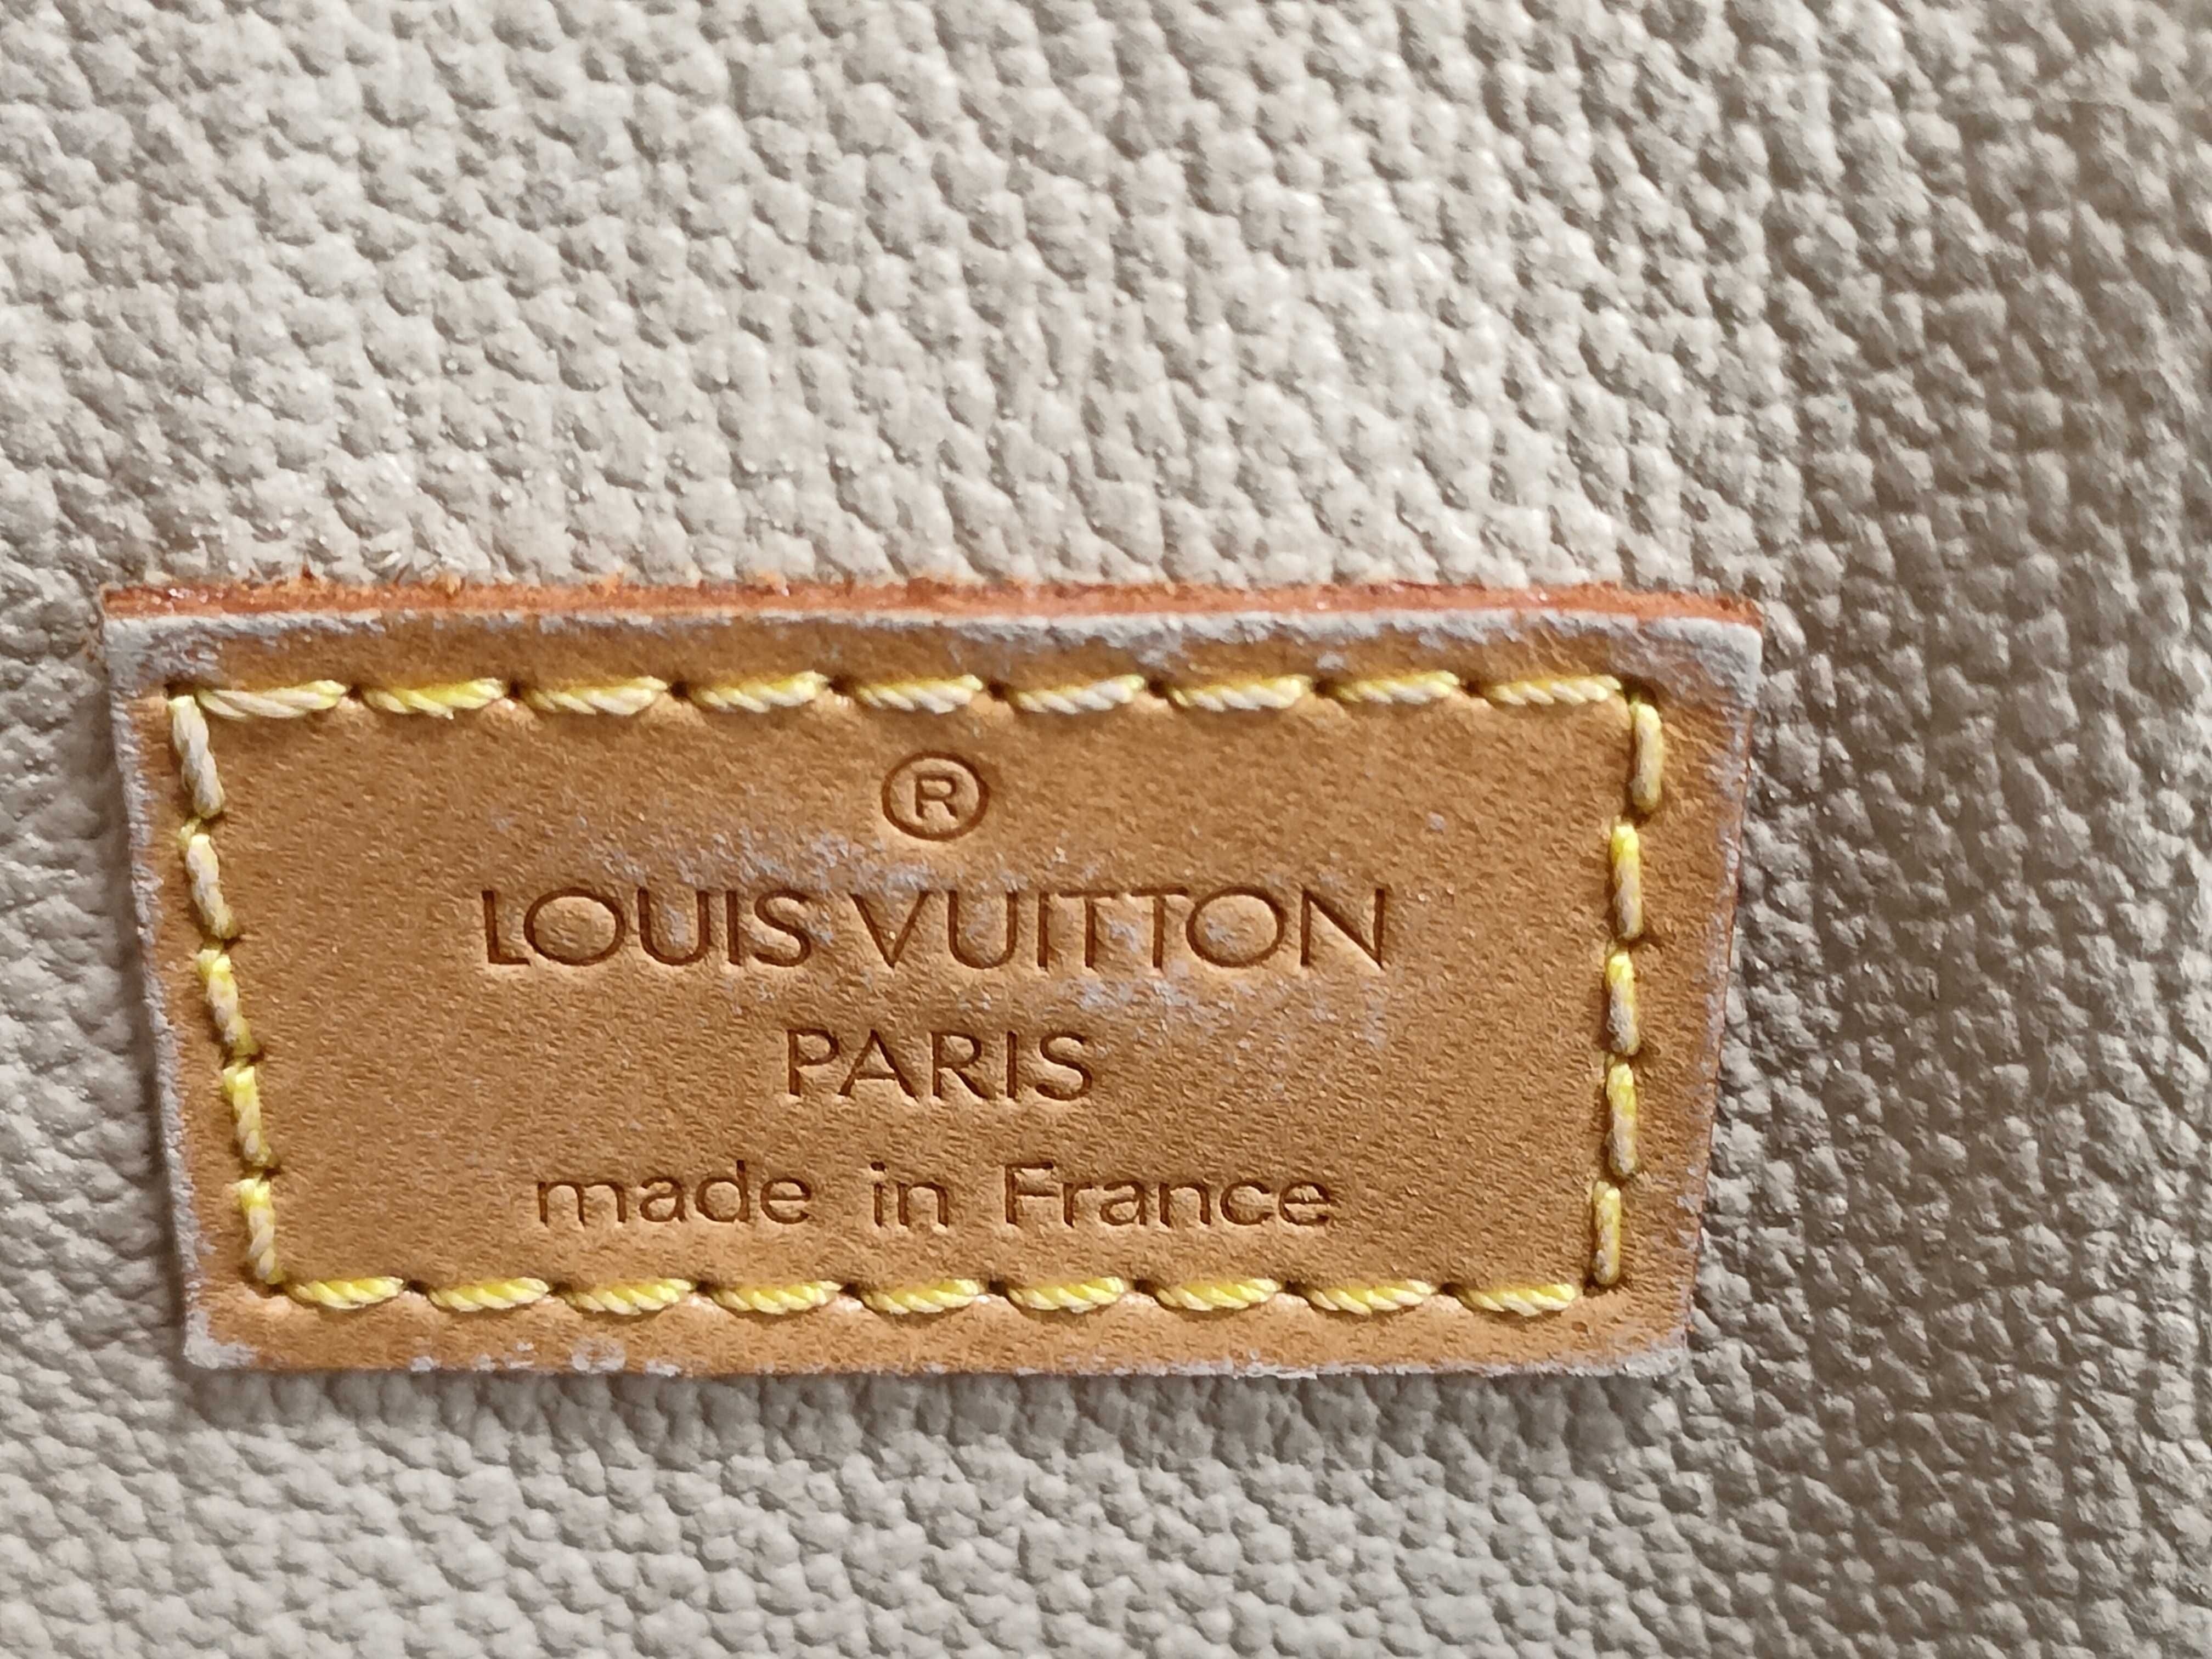 ®
LOUIS VUITTON
PARIS
made in France